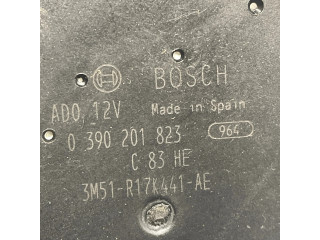 BOSCH
ADO. 12V Made in Spain
0 390 201 823 964
C 83 HE
3M51-R17K441-AE